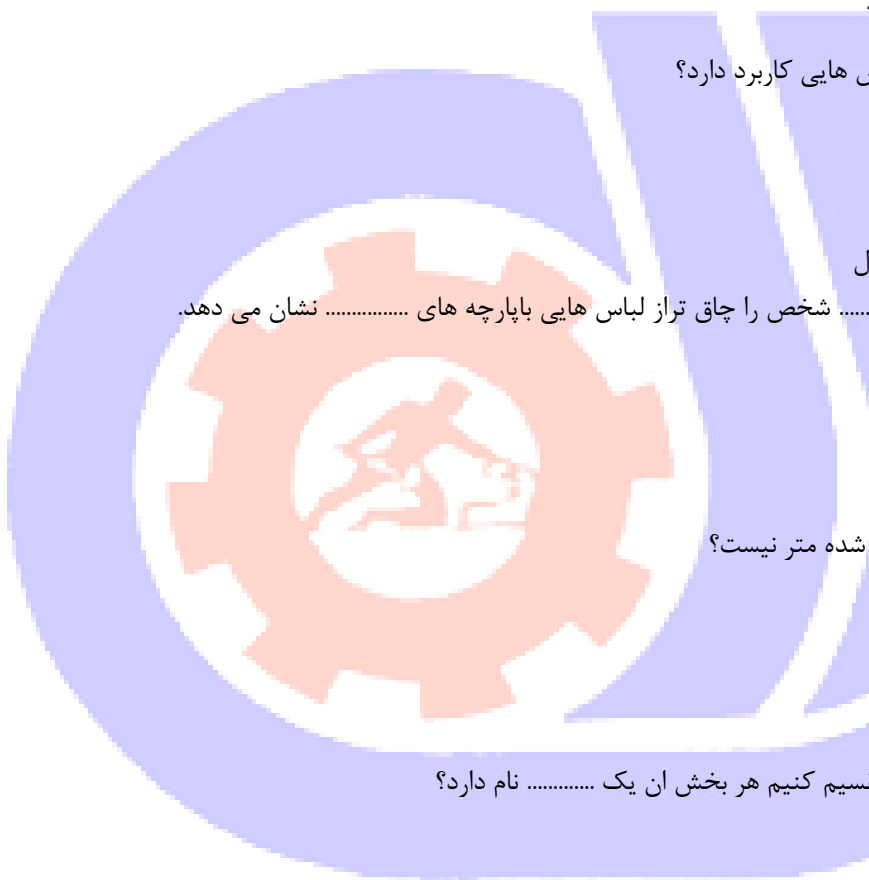 هایی کاربرد دارد؟
ل
............... شخص را چاق تراز لباس هایی باپارچه های ............... نشان می دهد.
شده متر نیست؟
کنیم هر بخش ان یک ............. نام دارد؟